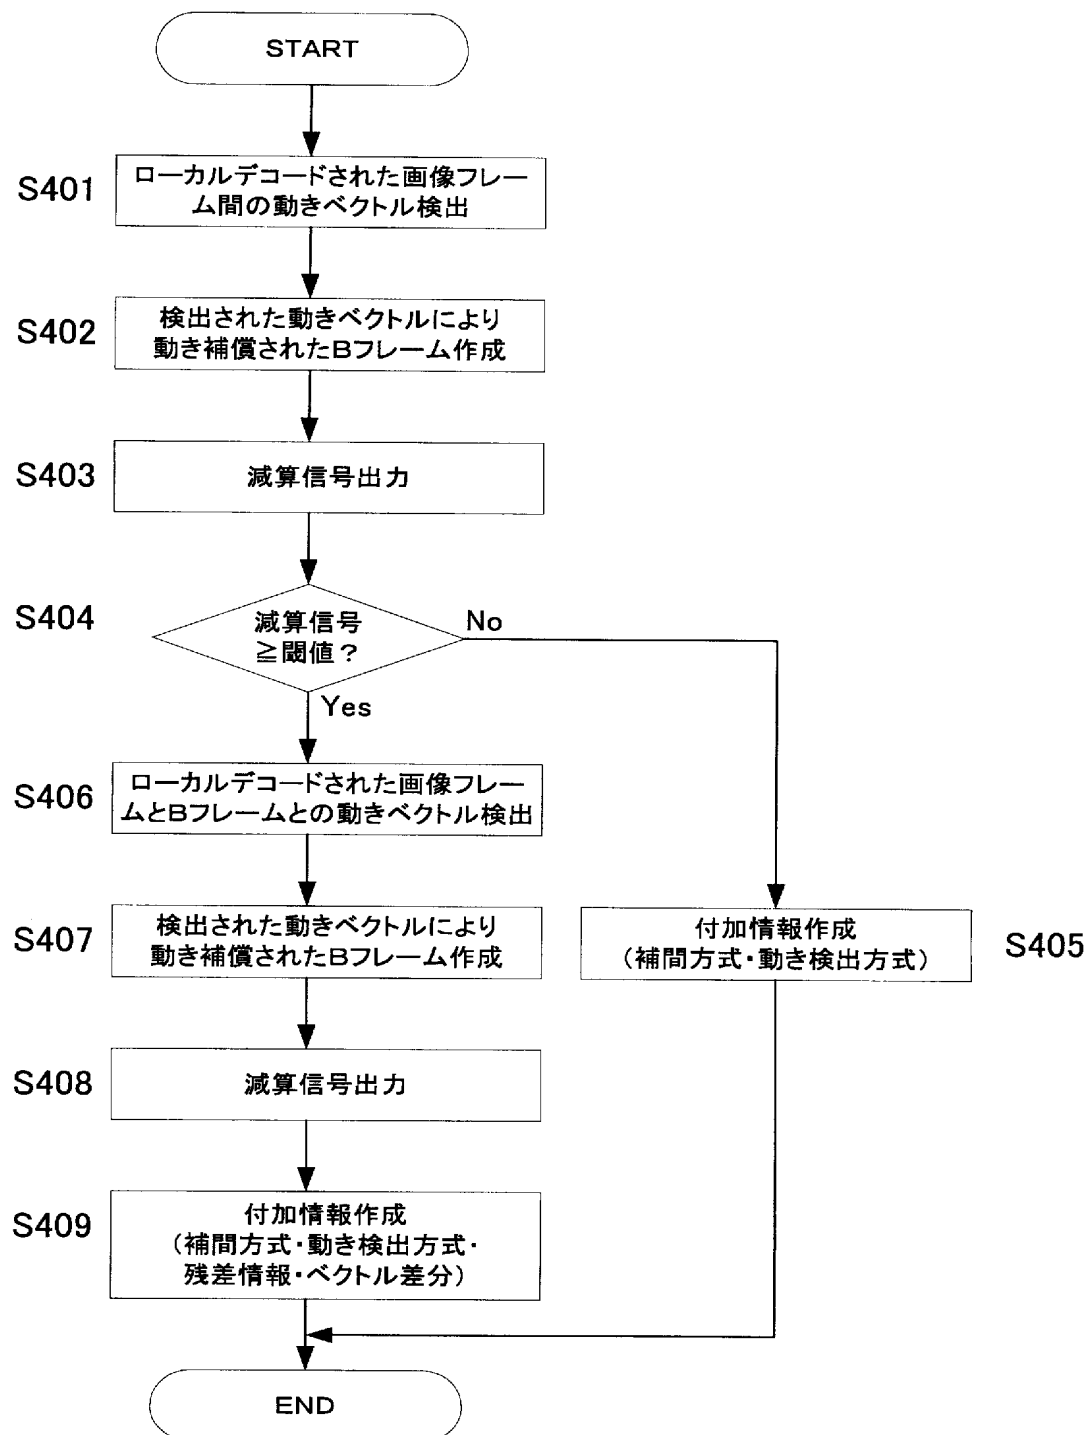 START
S401
ローカルデコードされた画像フレー
ム間の動きベクトル検出
S402
検出された動きベクトルにより
動き補償されたBフレーム作成
S403
減算信号出力
S404
減算信号
≧閾値?
No
Yes
S406
ローカルデコードされた画像フレー
ムとBフレームとの動きベクトル検出
S407
検出された動きベクトルにより
動き補償されたBフレーム作成
付加情報作成
(補間方式・動き検出方式)
S405
S408
減算信号出力
S409
付加情報作成
(補間方式・動き検出方式・
残差情報・ベクトル差分)
END